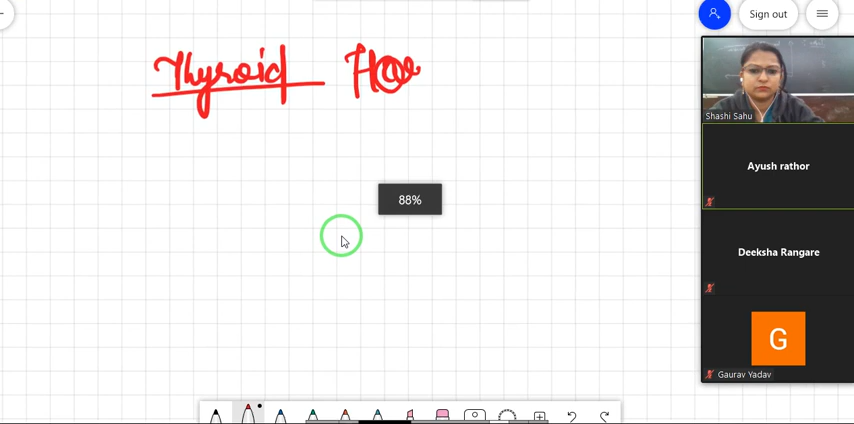 Sign out
Thyroid
Shashi Sahu
Ayush rathor
88%
Deeksha Rangare
G
Gaurav Yadav